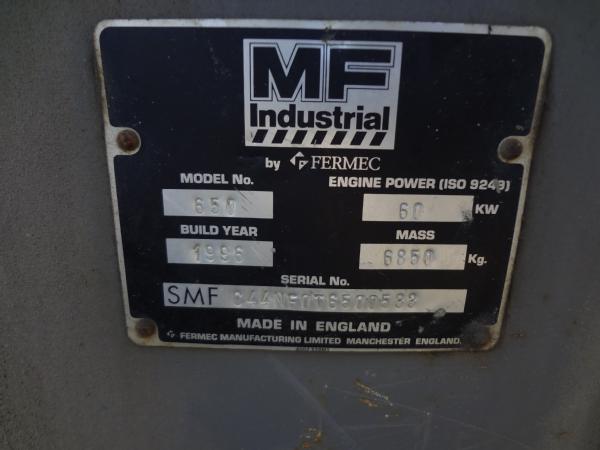 MF
Industrial
by FERMEC
MODEL No.
ENGINE POWER (ISO 9249)
650
60 KW
BUILD YEAR
MASS
1996
6850 Kg.
SERIAL No.
SMF
MADE IN ENGLAND
FERMEC MANUFACTURING LIMITED MANCHESTER ENGLAND.